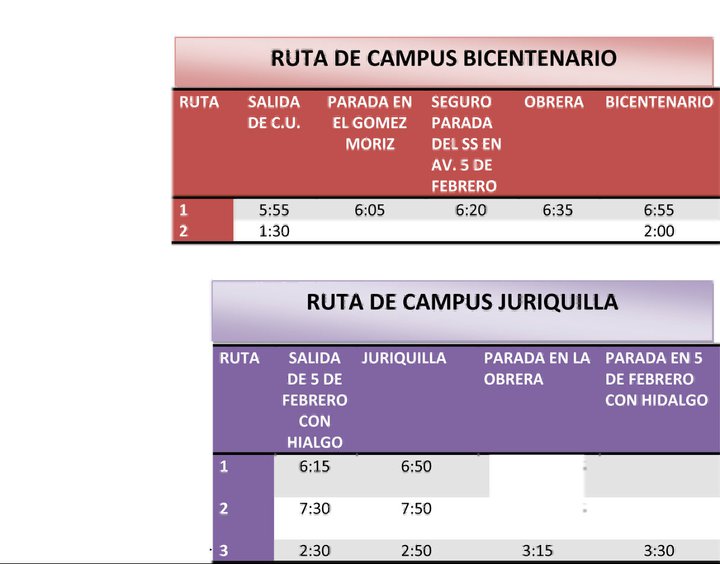 RUTA DE CAMPUS BICENTENARIO
RUTA SALIDA PARADA EN SEGURO OBRERA BICENTENARIO
DE C.U. EL GOMEZ PARADA
MORIZ DEL SS EN
AV. 5 DE
FEBRERO
1 5:55 6:05 6:20 6:35 6:55
2 1:30 2:00
RUTA DE CAMPUS JURIQUILLA
RUTA SALIDA JURIQUILLA PARADA EN LA PARADA EN 5
DE 5 DE OBRERA DE FEBRERO
FEBRERO CON HIDALGO
CON
HIALGO
1 6:15 6:50
2 7:30 7:50
3 2:30 2:50 3:15 3:30